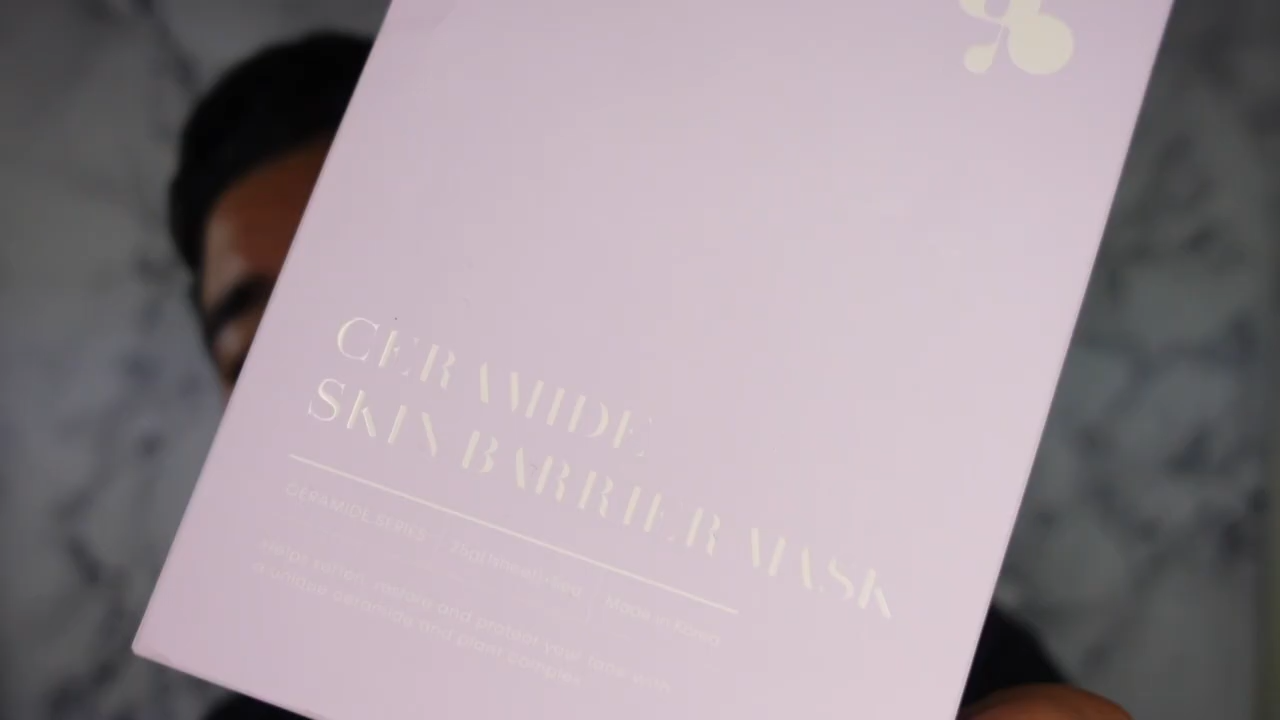 CERAMIDE
SKIN BARRIER MASK
CERAMIDE SERIES | 25g
Made in Korea
Helps soften, restore and protect your face with
a unique ceramide and plant complex